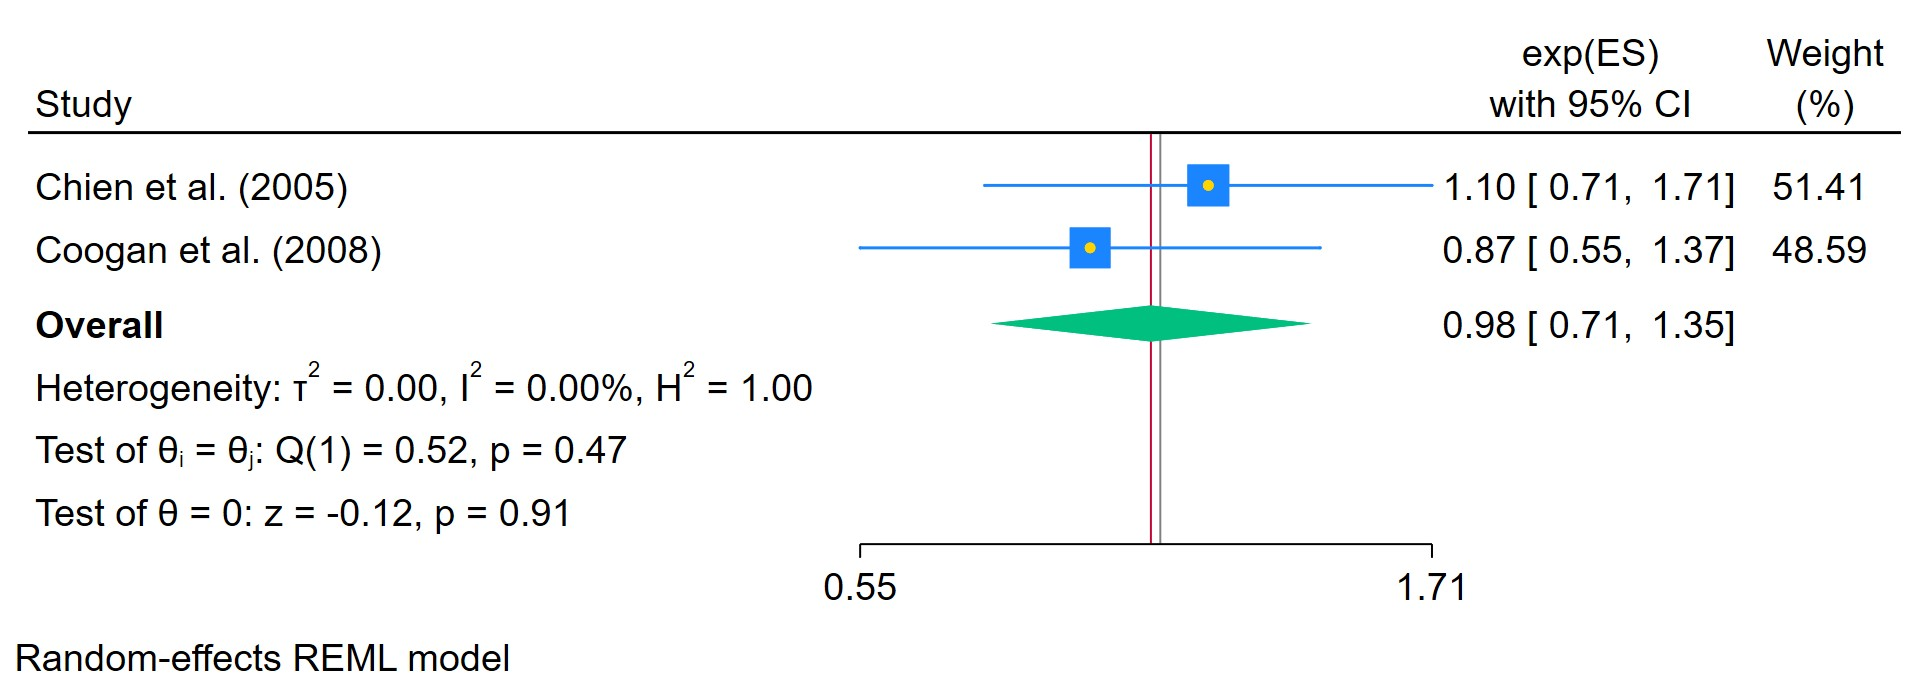 exp(ES) Weight
Study with 95% CI (%)
Chien et al. (2005) 1.10 [ 0.71, 1.71] 51.41
Coogan et al. (2008) 0.87 [ 0.55, 1.37] 48.59
Overall 0.98 [ 0.71, 1.35]
Heterogeneity: τ² = 0.00, I² = 0.00%, H² = 1.00
Test of θᵢ = θⱼ: Q(1) = 0.52, p = 0.47
Test of θ = 0: z = -0.12, p = 0.91
0.55 1.71
Random-effects REML model